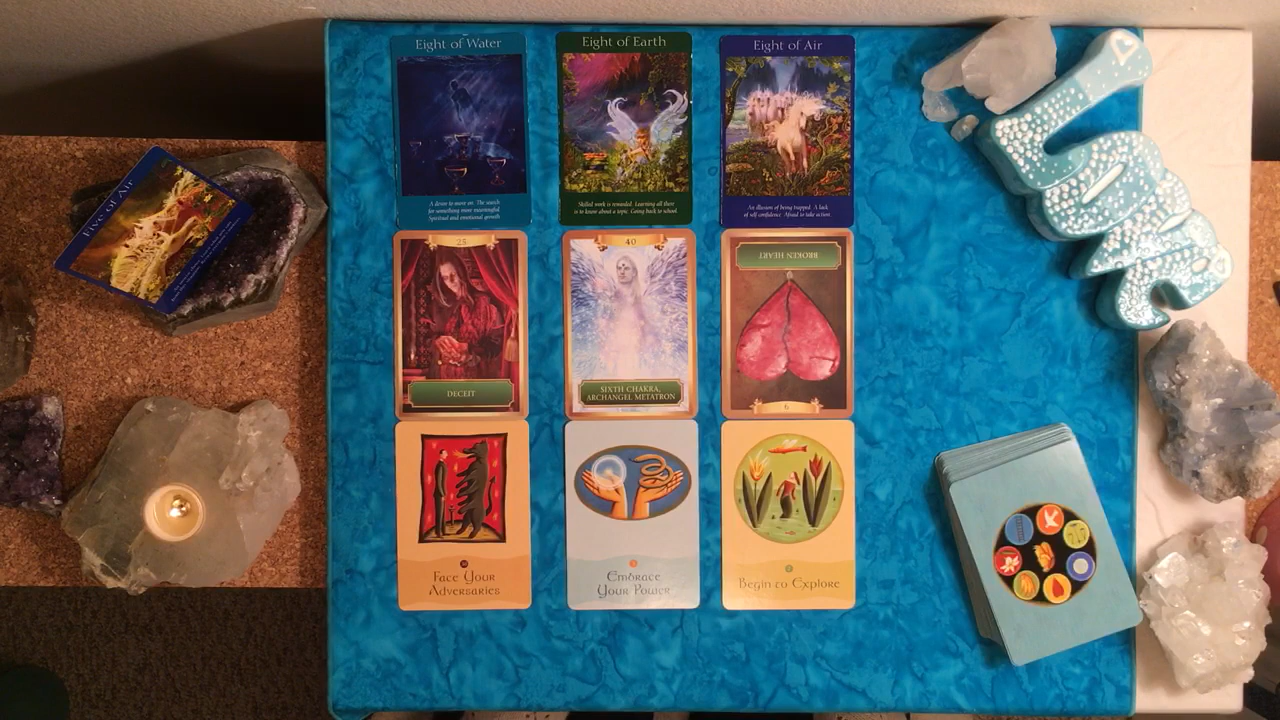 Eight of Water
A desire to move on. The search
for something more meaningful.
Spiritual and emotional growth
Eight of Earth
Skilled work is rewarded. Learning all there
is to know about a topic. Going back to school.
Eight of Air
An illusion of being trapped. A lack
of self confidence. Afraid to take action.
Five of Air
25
DECEIT
40
SIXTH CHAKRA,
ARCHANGEL METATRON
BROKEN HEART
6
Face Your
Adversaries
Embrace
Your Power
Begin to Explore